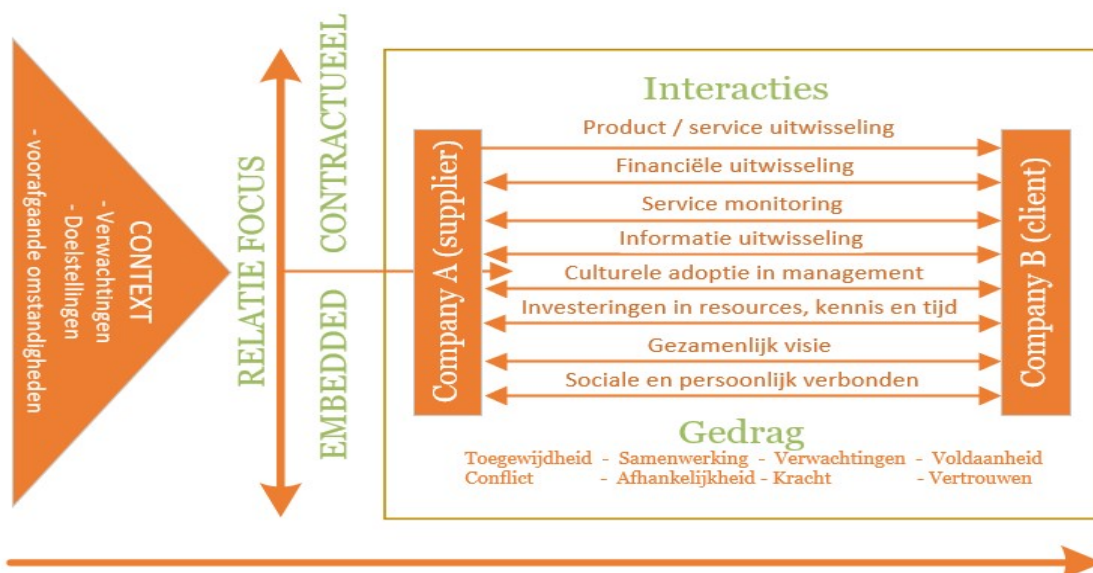 CONTEXT
- Verwachtingen
- Doelstellingen
- voorafgaande omstandigheden
RELATIE FOCUS
EMBEDDED CONTRACTUEEL
Interacties
Company A (supplier)
Product / service uitwisseling
Financiële uitwisseling
Service monitoring
Informatie uitwisseling
Culturele adoptie in management
Investeringen in resources, kennis en tijd
Gezamenlijk visie
Sociale en persoonlijk verbonden
Company B (client)
Gedrag
Toegewijdheid - Samenwerking - Verwachtingen - Voldaanheid
Conflict - Afhankelijkheid - Kracht - Vertrouwen